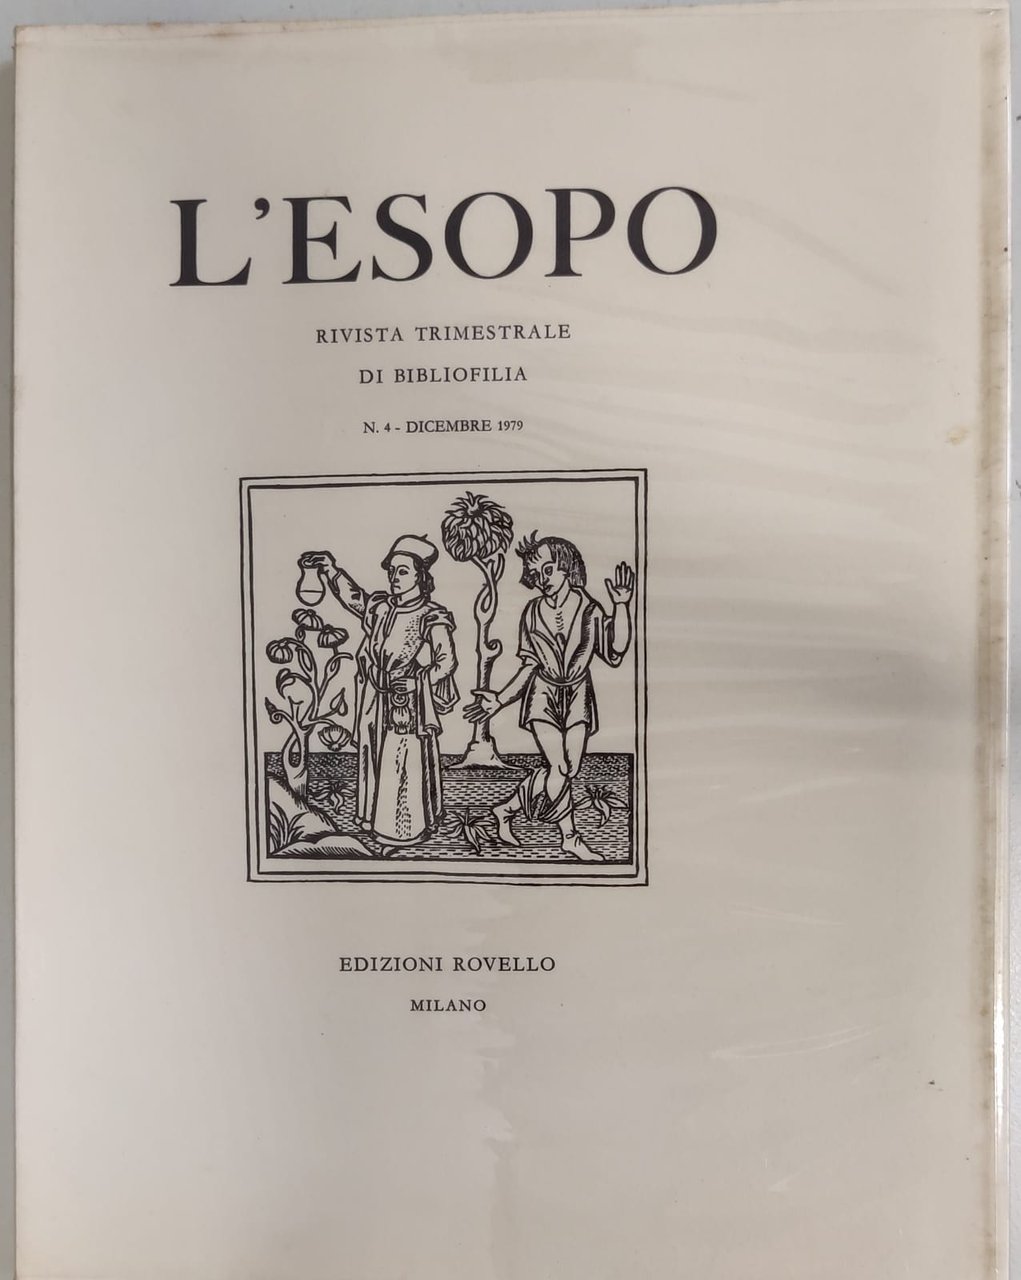 L'ESOPO
RIVISTA TRIMESTRALE
DI BIBLIOFILIA
N. 4 - DICEMBRE 1979
EDIZIONI ROVELLO
MILANO